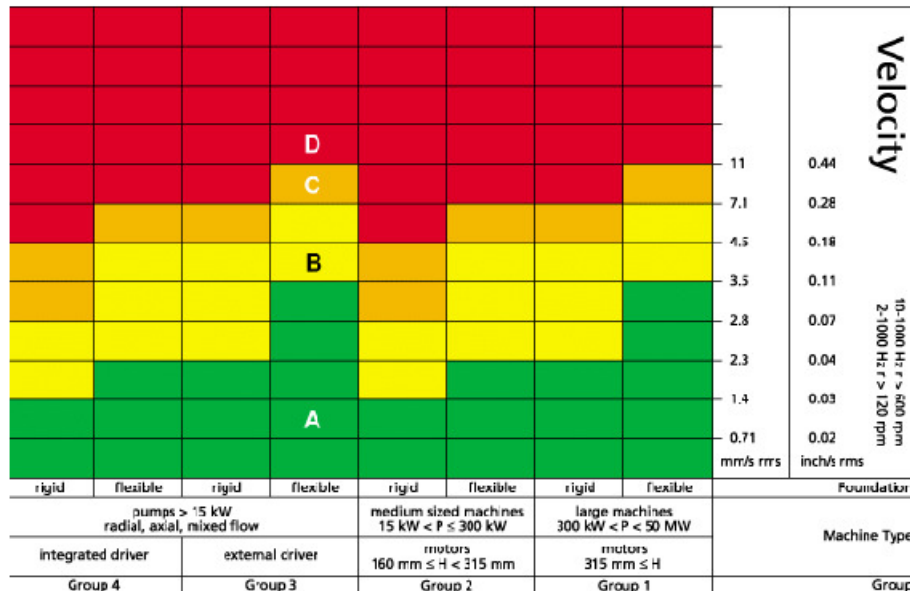 Velocity
10-1000 Hz r > 600 rpm
2-1000 Hz r > 120 rpm
D
C
B
A
11 0.44
7.1 0.28
4.5 0.18
3.5 0.11
2.8 0.07
2.3 0.04
1.4 0.03
0.71 0.02
mm/s rms inch/s rms
rigid flexible rigid flexible rigid flexible rigid flexible Foundation
pumps > 15 kW
radial, axial, mixed flow
medium sized machines
15 kW < P ≤ 300 kW
large machines
300 kW < P < 50 MW
Machine Type
integrated driver external driver
motors
160 mm ≤ H < 315 mm
motors
315 mm ≤ H
Group 4 Group 3 Group 2 Group 1 Group